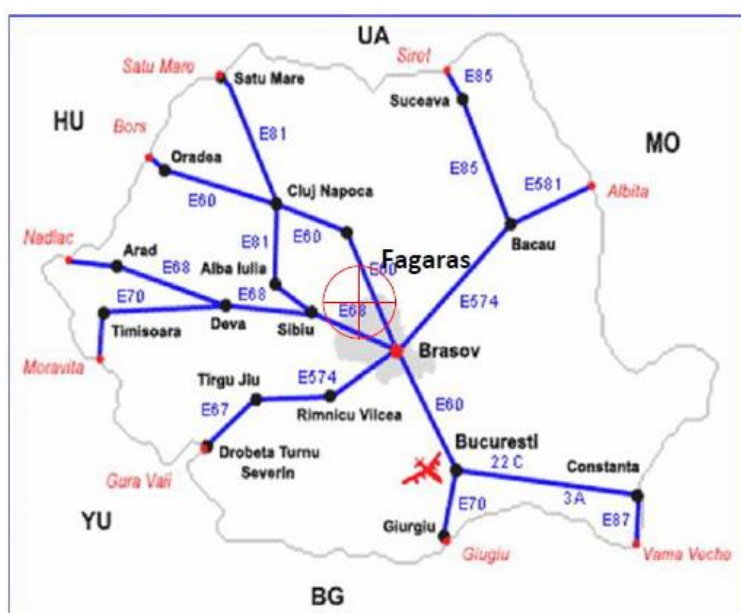 UA
Sirot
Satu Mare
Satu Mare
E85
Suceava
HU
Bors
E81
MO
Oradea
E85
E581
Albita
E60
Cluj Napoca
Nadlac
E81
E60
Bacau
Arad
Fagaras
E60
E68
Alba Iulia
E70
E68
E68
E574
Timisoara
Deva
Sibiu
Brasov
Moravita
Tirgu Jiu
E574
E67
Rimnicu Vilcea
E60
Drobeta Turnu
Severin
Bucuresti
22 C
Constanta
Gura Vaii
3A
E70
E87
YU
Giurgiu
Giugiu
Vama Veche
BG